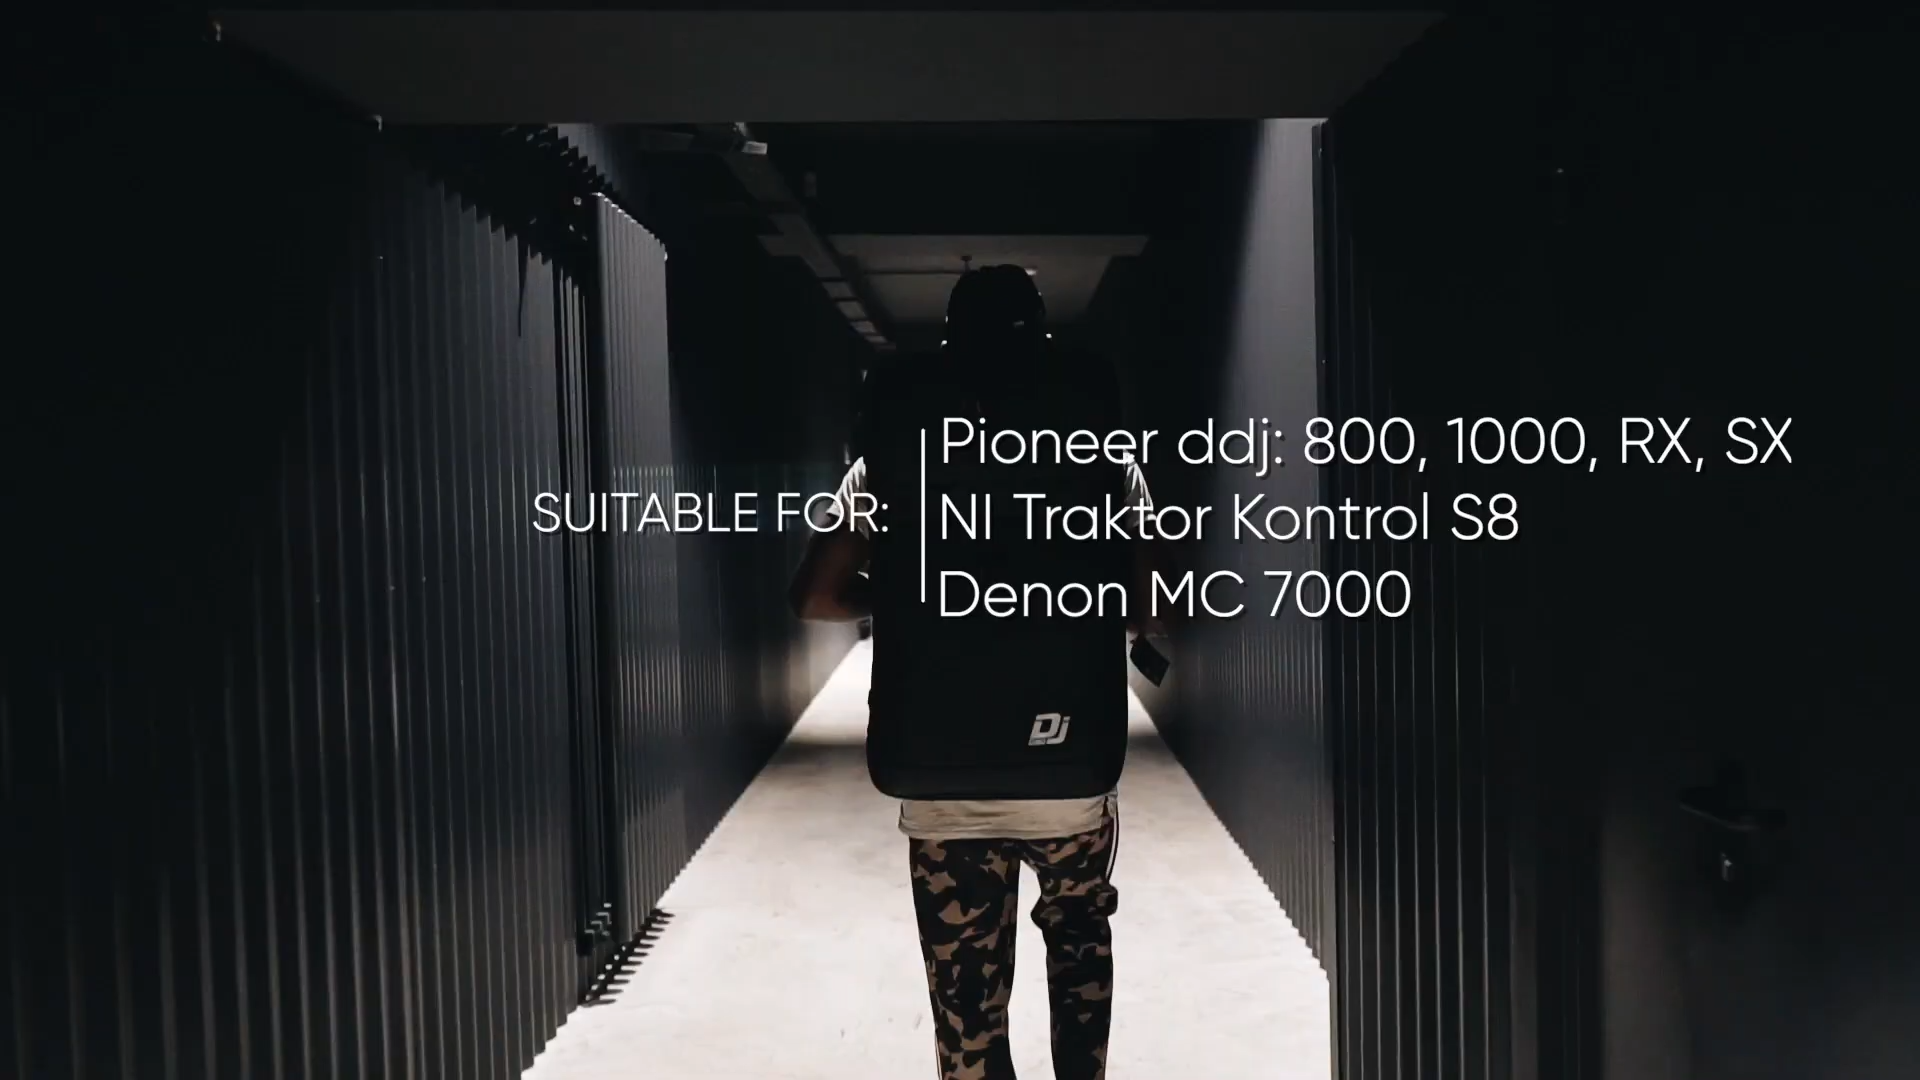 SUITABLE FOR:
Pioneer ddj: 800, 1000, RX, SX
NI Traktor Kontrol S8
Denon MC 7000
Dj